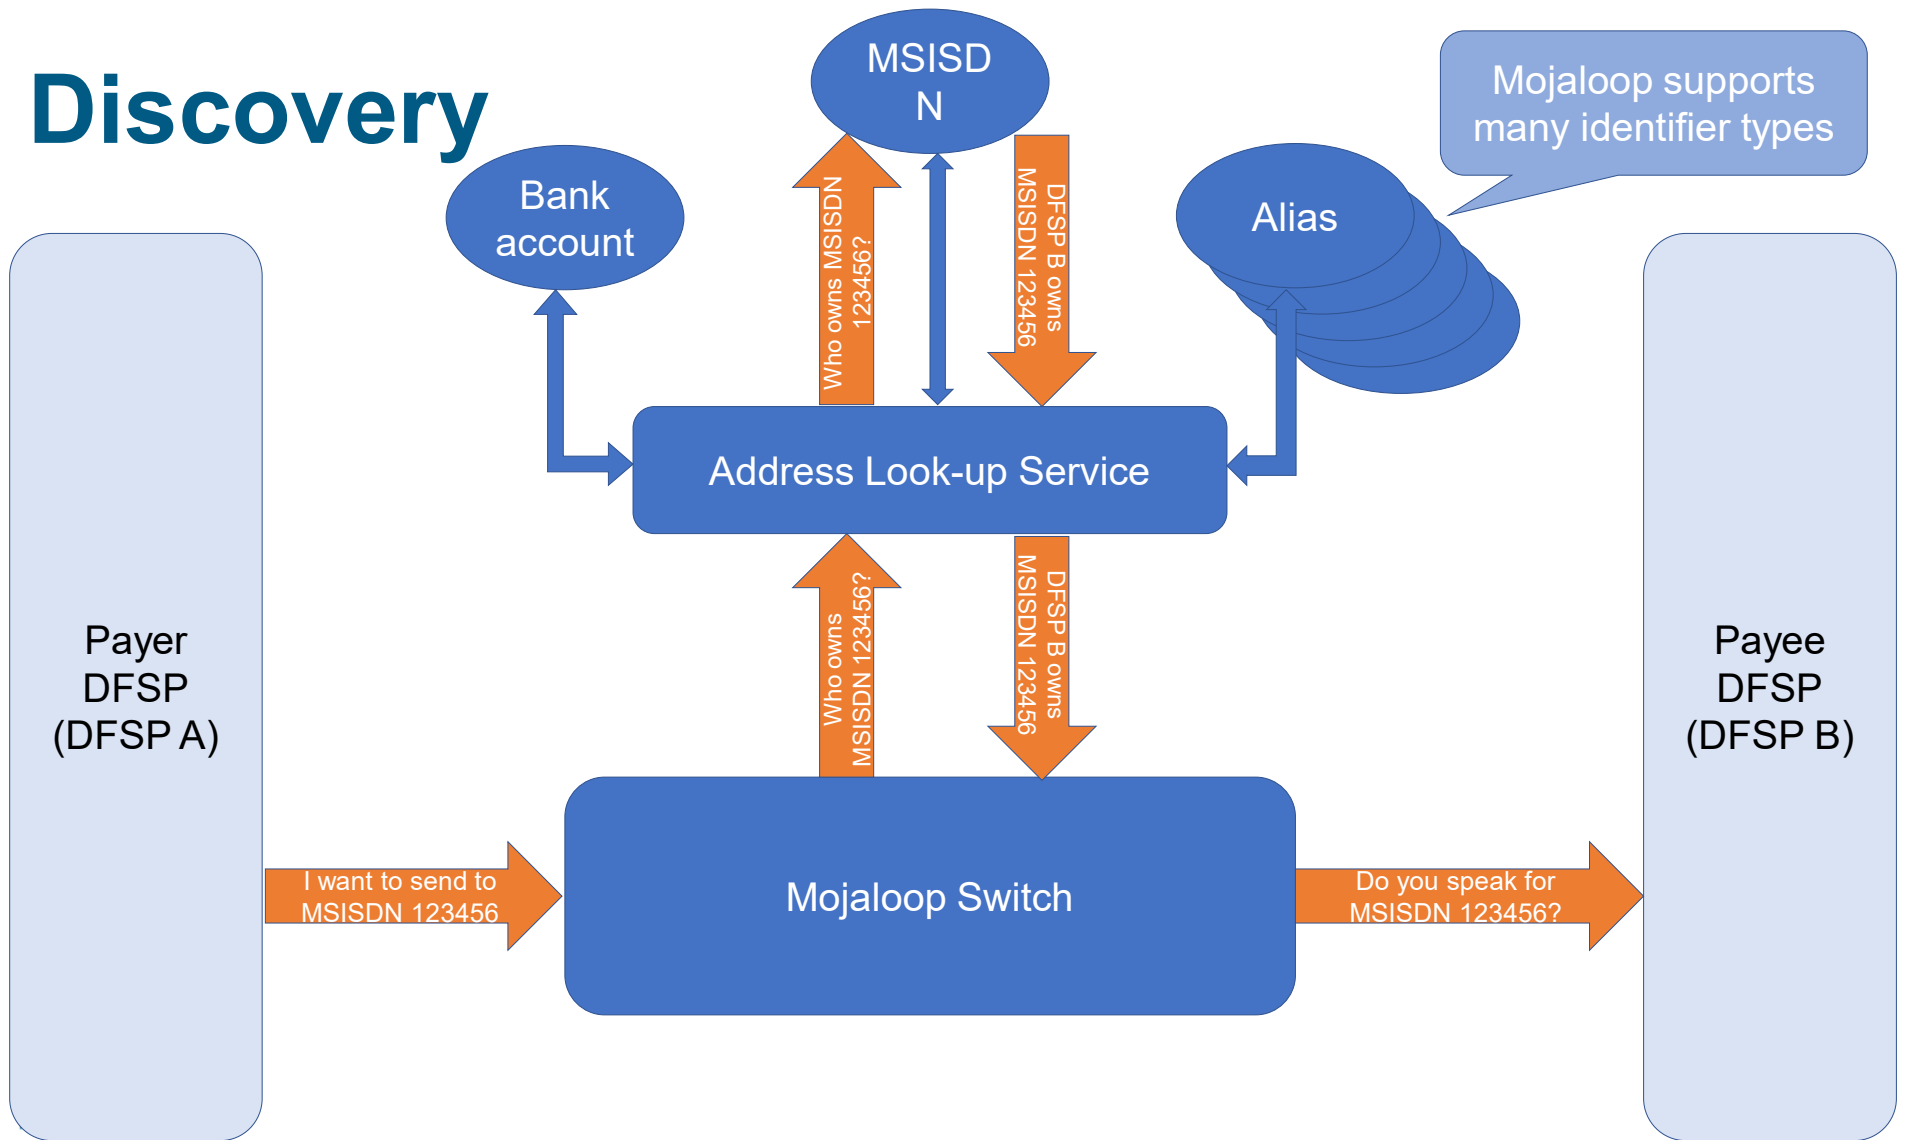 Discovery
MSISD
N
Mojaloop supports
many identifier types
Bank
account
Alias
Who owns MSISDN
123456?
DFSP B owns
MSISDN 123456
Address Look-up Service
Who owns
MSISDN 123456?
DFSP B owns
MSISDN 123456
Payer
DFSP
(DFSP A)
Payee
DFSP
(DFSP B)
I want to send to
MSISDN 123456
Mojaloop Switch
Do you speak for
MSISDN 123456?